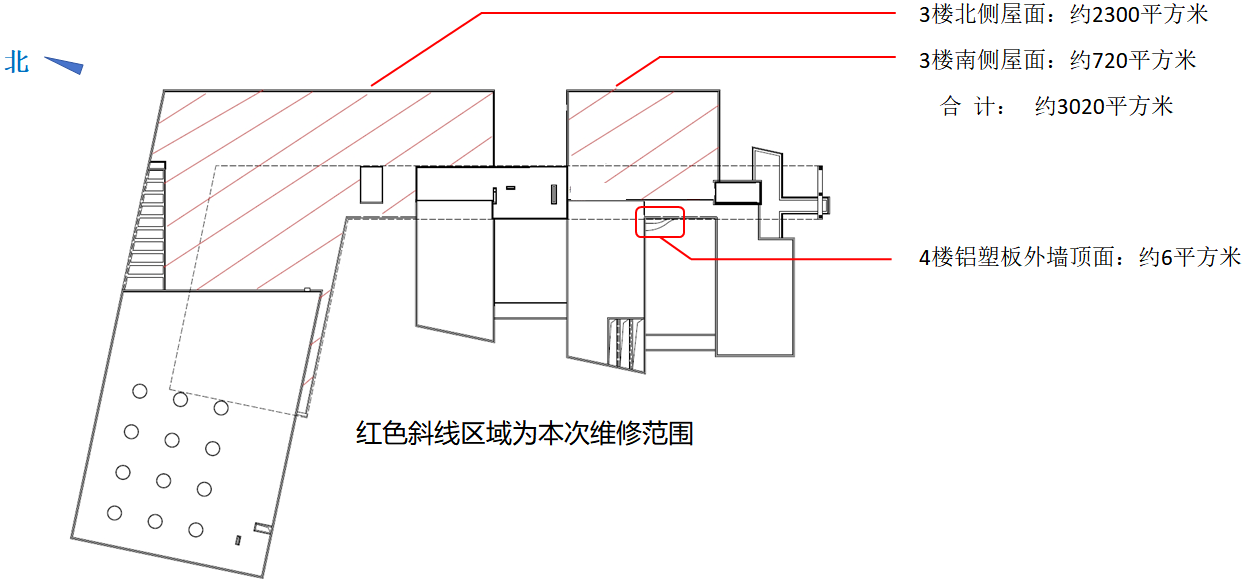 3楼北侧屋面：约2300平方米
北
3楼南侧屋面：约720平方米
合 计： 约3020平方米
4楼铝塑板外墙顶面：约6平方米
红色斜线区域为本次维修范围